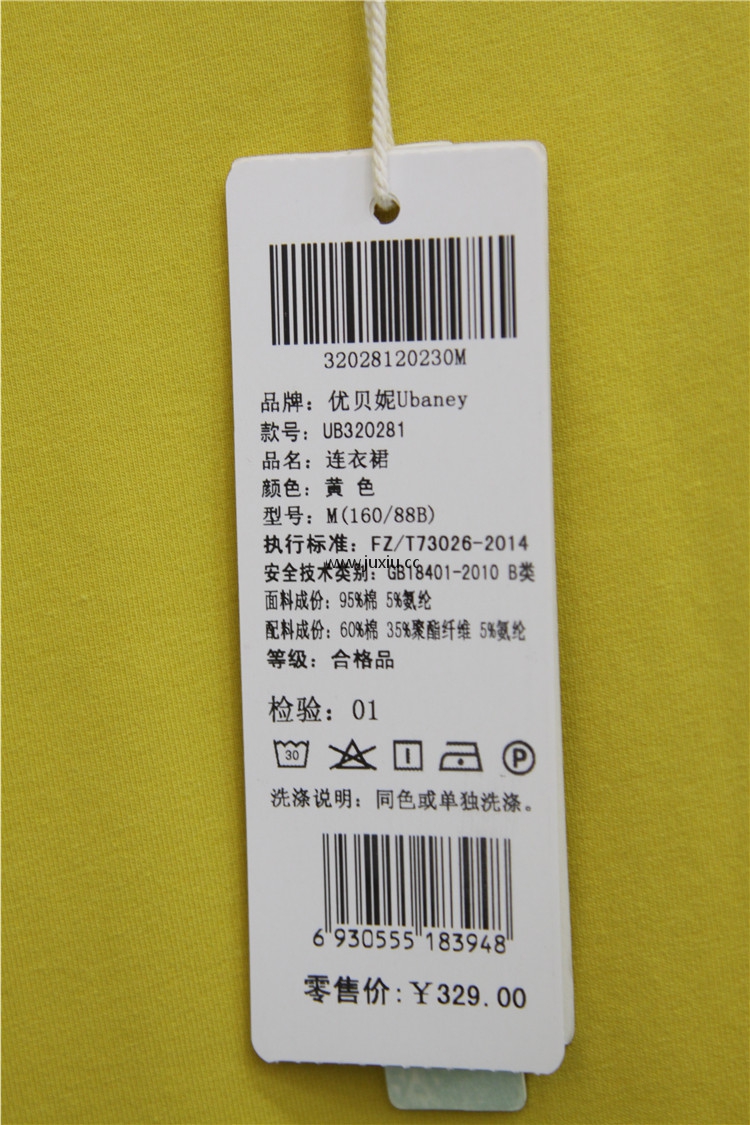 32028120230M
品牌：优贝妮Ubaney
款号：UB320281
品名：连衣裙
颜色：黄 色
型号：M(160/88B)
执行标准：FZ/T73026-2014
www.juxiu.cc
安全技术类别：GB18401-2010 B类
面料成份：95%棉 5%氨纶
配料成份：60%棉 35%聚酯纤维 5%氨纶
等级：合格品
检验：01
30
P
洗涤说明：同色或单独洗涤。
6 930555 183948
零售价：￥329.00